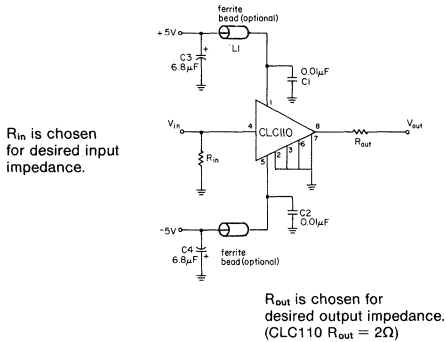 ferrite
bead (optional)
+5V
L1
C3
+
6.8µF
0.01µF
C1
1
Vin
4
CLC110
8
Vout
Rin
5
2
3
6
7
Rout
Rin is chosen
for desired input
impedance.
C2
0.01µF
-5V
C4
+
6.8µF
ferrite
bead (optional)
Rout is chosen for
desired output impedance.
(CLC110 Rout = 2Ω)